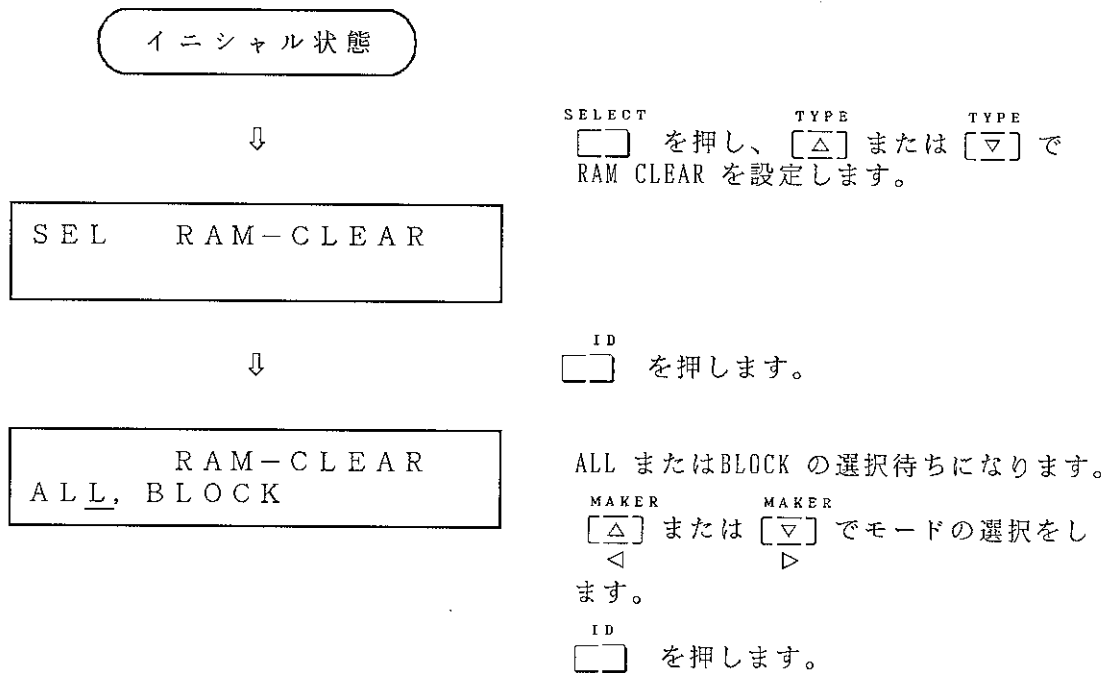 イニシャル状態
⇩
SELECT TYPE TYPE
を押し、 [△] または [▽] で
RAM CLEAR を設定します。
SEL RAM−CLEAR
⇩
ID
を押します。
RAM−CLEAR
ALL, BLOCK
ALL またはBLOCK の選択待ちになります。
MAKER MAKER
[△] または [▽] でモードの選択をし
◁ ▷
ます。
ID
を押します。